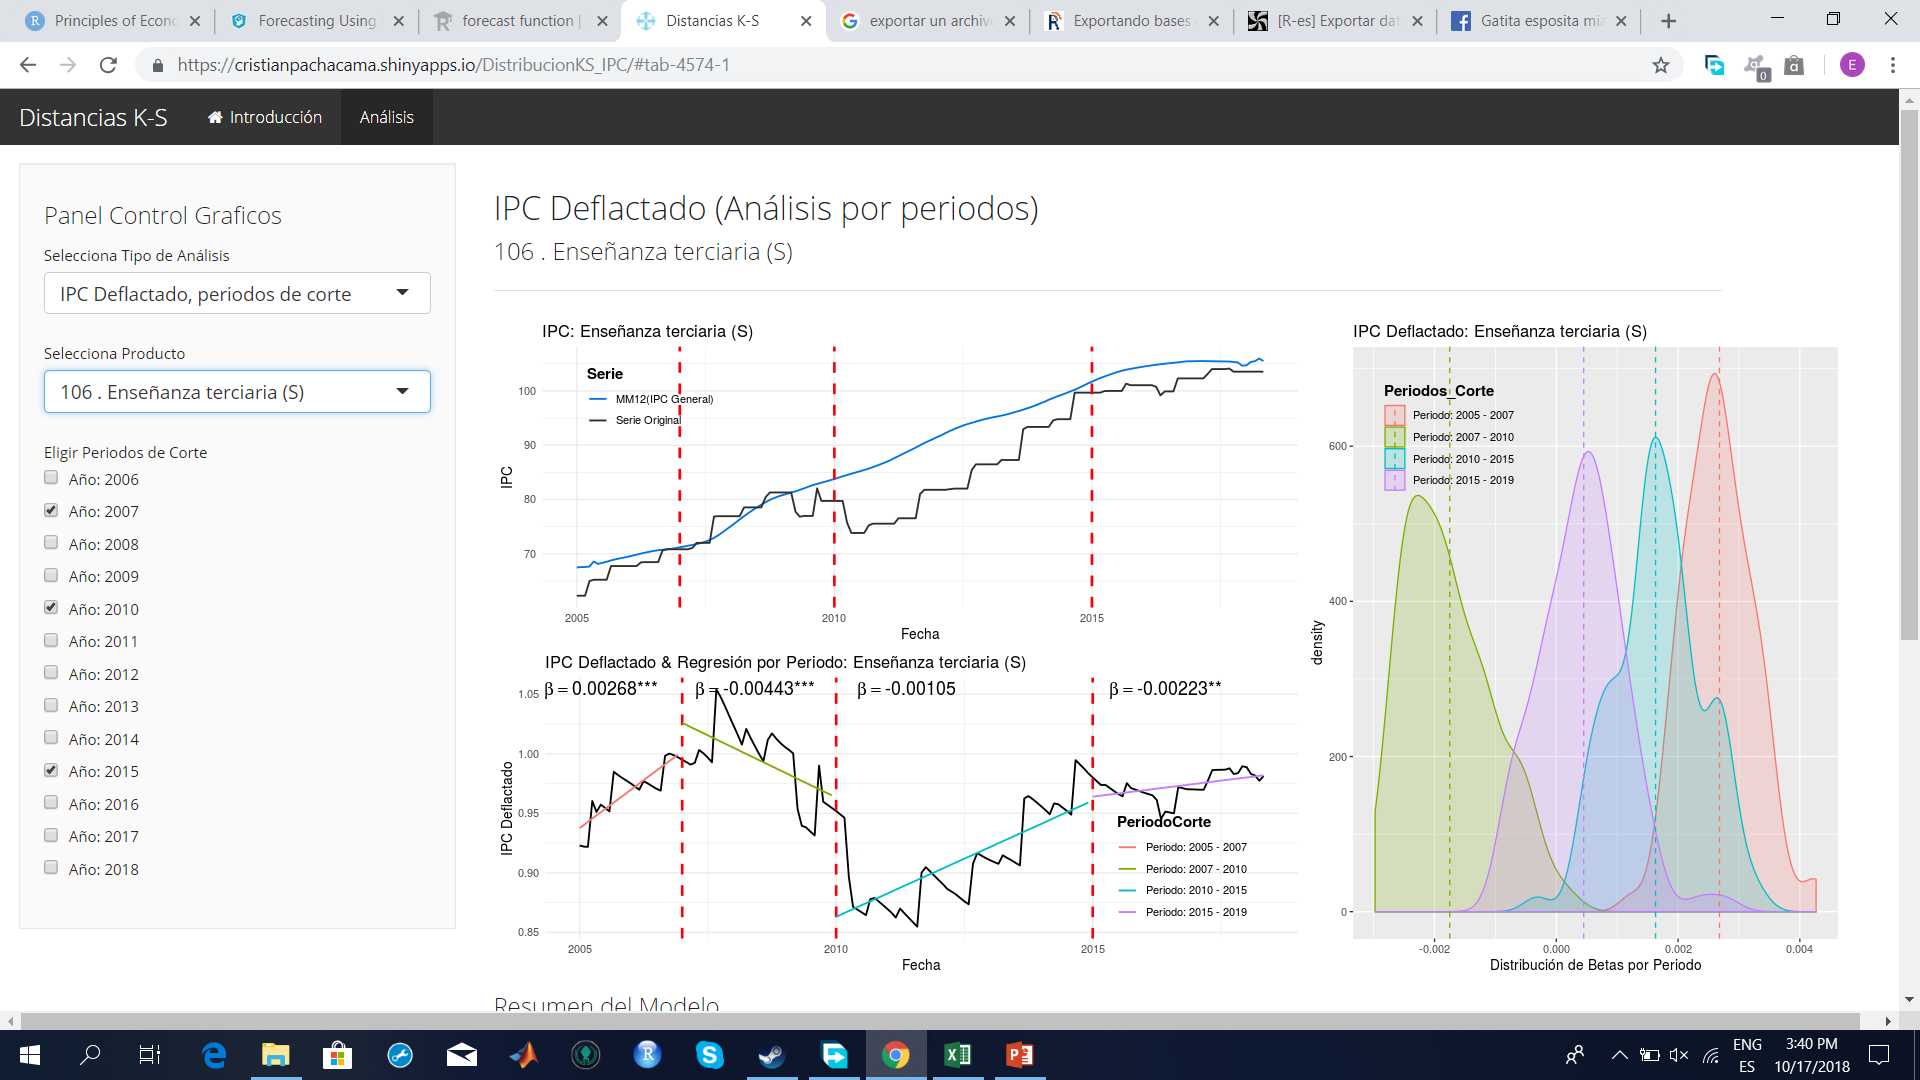 Principles of Econo
Forecasting Using
forecast function |
Distancias K-S
exportar un archivo
Exportando bases
[R-es] Exportar dat
Gatita esposita mia
https://cristianpachacama.shinyapps.io/DistribucionKS_IPC/#tab-4574-1
0
E
Distancias K-S
Introducción
Análisis
Panel Control Graficos
Selecciona Tipo de Análisis
IPC Deflactado, periodos de corte
Selecciona Producto
106 . Enseñanza terciaria (S)
Eligir Periodos de Corte
Año: 2006
Año: 2007
Año: 2008
Año: 2009
Año: 2010
Año: 2011
Año: 2012
Año: 2013
Año: 2014
Año: 2015
Año: 2016
Año: 2017
Año: 2018
IPC Deflactado (Análisis por periodos)
106 . Enseñanza terciaria (S)
IPC: Enseñanza terciaria (S)
Serie
MM12(IPC General)
Serie Original
100
90
80
70
IPC
2005
2010
2015
Fecha
IPC Deflactado & Regresión por Periodo: Enseñanza terciaria (S)
β = 0.00268***
β = -0.00443***
β = -0.00105
β = -0.00223**
1.05
1.00
0.95
0.90
0.85
IPC Deflactado
PeriodoCorte
Periodo: 2005 - 2007
Periodo: 2007 - 2010
Periodo: 2010 - 2015
Periodo: 2015 - 2019
2005
2010
2015
Fecha
IPC Deflactado: Enseñanza terciaria (S)
Periodos_Corte
Periodo: 2005 - 2007
Periodo: 2007 - 2010
Periodo: 2010 - 2015
Periodo: 2015 - 2019
600
400
200
0
density
-0.002
0.000
0.002
0.004
Distribución de Betas por Periodo
Resumen del Modelo
ENG
ES
3:40 PM
10/17/2018